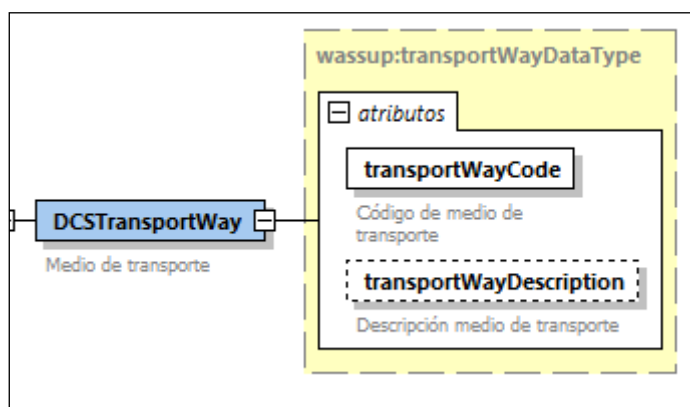 wassup:transportWayDataType
atributos
transportWayCode
Código de medio de
transporte
DCSTransportWay
Medio de transporte
transportWayDescription
Descripción medio de transporte